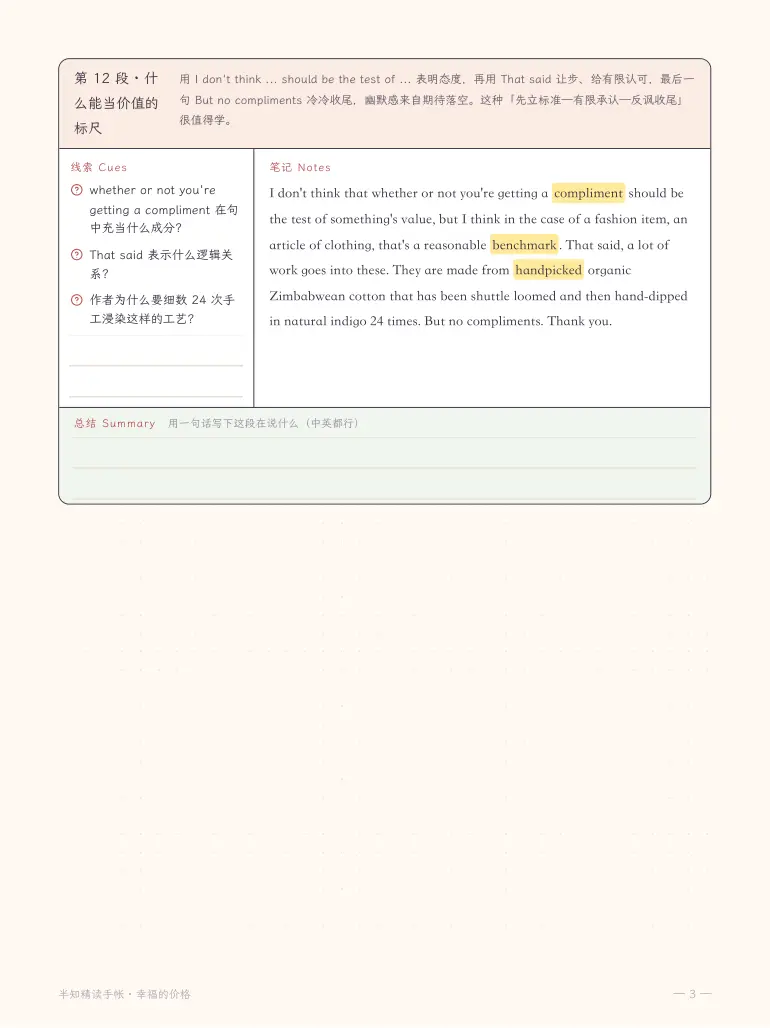 第 12 段·什
么能当价值的
标尺
用 I don't think ... should be the test of ... 表明态度，再用 That said 让步、给有限认可，最后一
句 But no compliments 冷冷收尾，幽默感来自期待落空。这种「先立标准—有限承认—反讽收尾」
很值得学。
线索 Cues
whether or not you're
getting a compliment 在句
中充当什么成分？
That said 表示什么逻辑关
系？
作者为什么要细数 24 次手
工浸染这样的工艺？
笔记 Notes
I don't think that whether or not you're getting a compliment should be
the test of something's value, but I think in the case of a fashion item, an
article of clothing, that's a reasonable benchmark. That said, a lot of
work goes into these. They are made from handpicked organic
Zimbabwean cotton that has been shuttle loomed and then hand-dipped
in natural indigo 24 times. But no compliments. Thank you.
总结 Summary 用一句话写下这段在说什么（中英都行）
半知精读手帐·幸福的价格
— 3 —